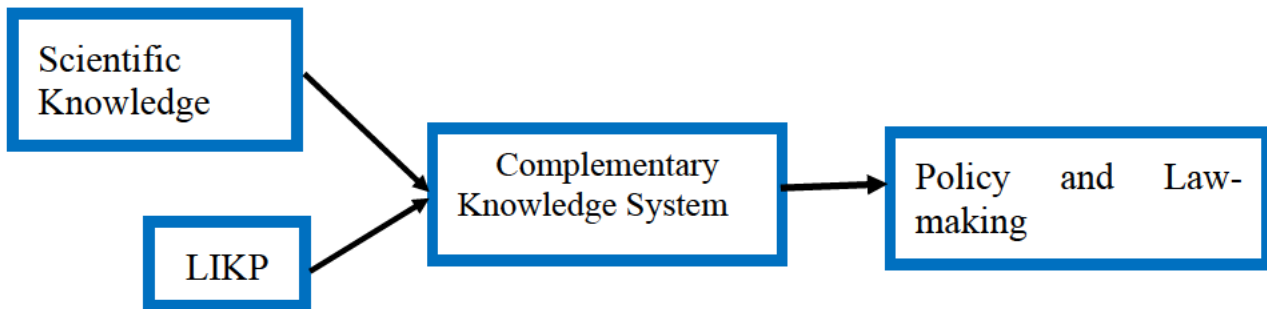 Scientific
Knowledge
LIKP
Complementary
Knowledge System
Policy and Law-
making